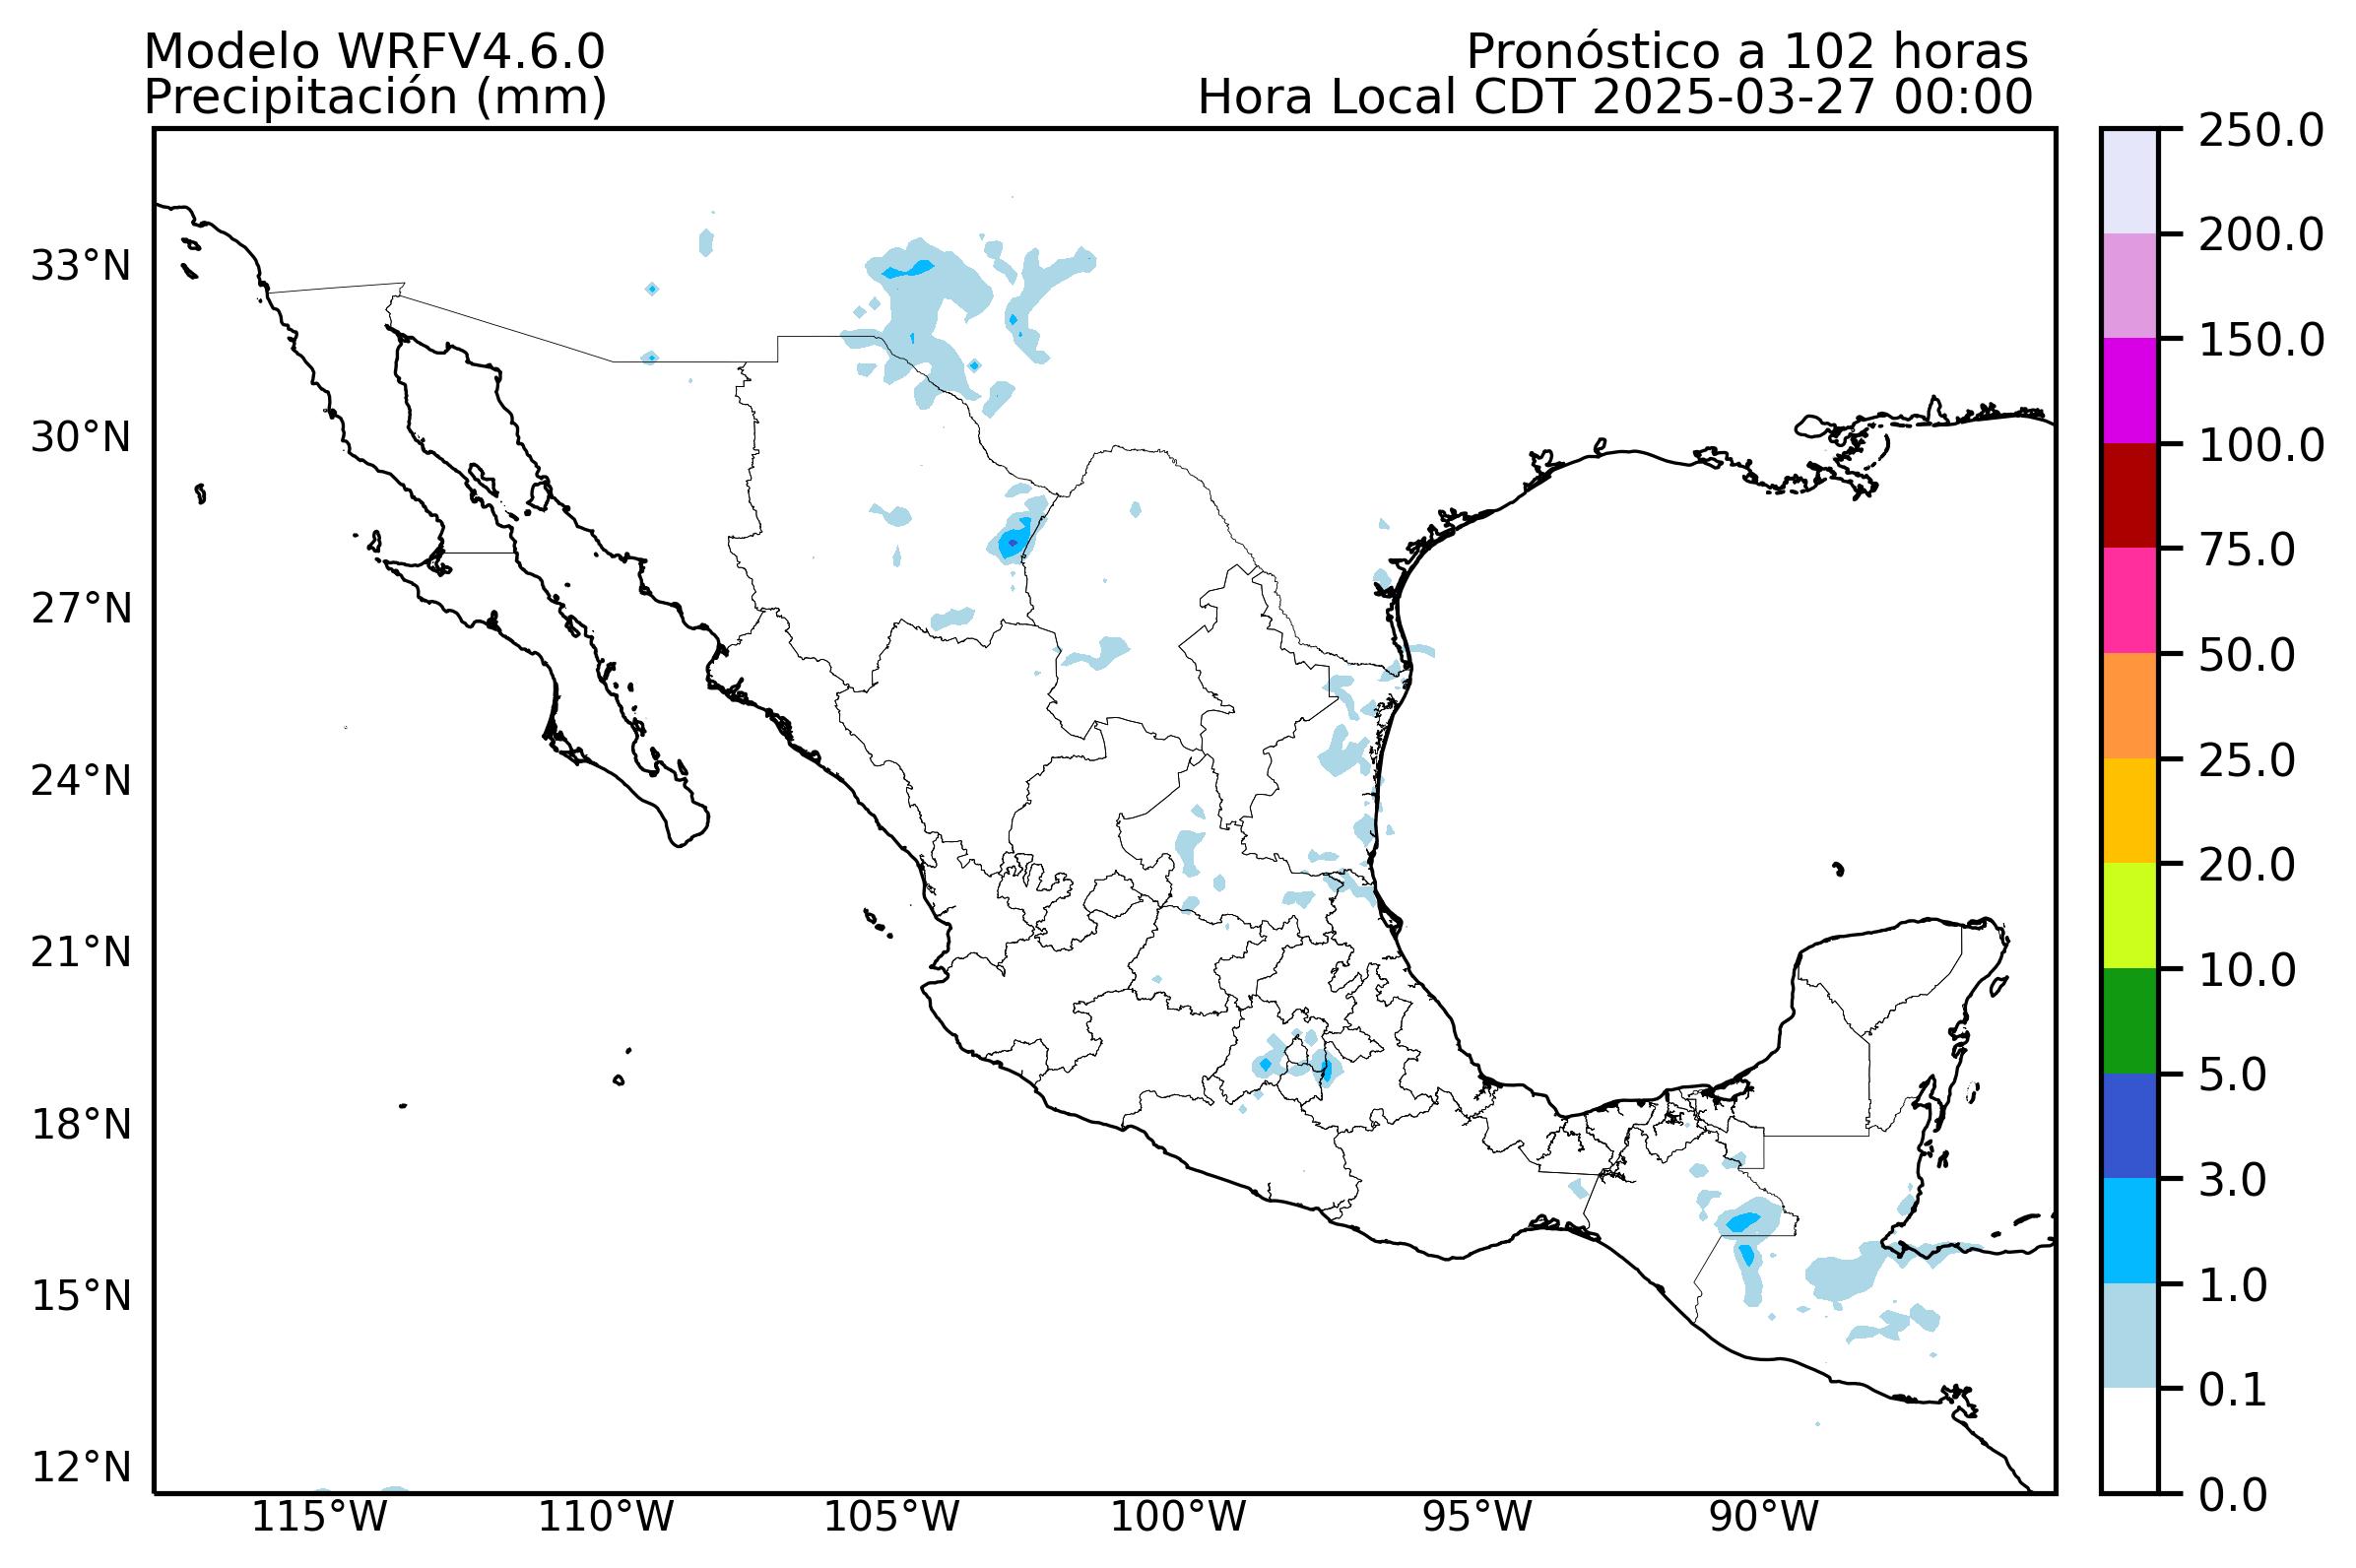 Modelo WRFV4.6.0
Precipitación (mm)
Pronóstico a 102 horas
Hora Local CDT 2025-03-27 00:00
33°N
30°N
27°N
24°N
21°N
18°N
15°N
12°N
115°W
110°W
105°W
100°W
95°W
90°W
250.0
200.0
150.0
100.0
75.0
50.0
25.0
20.0
10.0
5.0
3.0
1.0
0.1
0.0